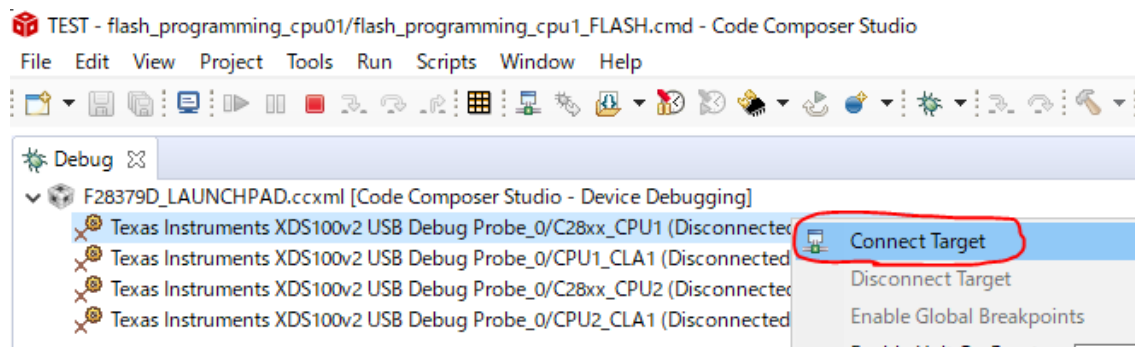 TEST - flash_programming_cpu01/flash_programming_cpu1_FLASH.cmd - Code Composer Studio
File Edit View Project Tools Run Scripts Window Help
Debug
F28379D_LAUNCHPAD.ccxml [Code Composer Studio - Device Debugging]
Texas Instruments XDS100v2 USB Debug Probe_0/C28xx_CPU1 (Disconnected
Connect Target
Texas Instruments XDS100v2 USB Debug Probe_0/CPU1_CLA1 (Disconnected
Disconnect Target
Texas Instruments XDS100v2 USB Debug Probe_0/C28xx_CPU2 (Disconnected
Enable Global Breakpoints
Texas Instruments XDS100v2 USB Debug Probe_0/CPU2_CLA1 (Disconnected